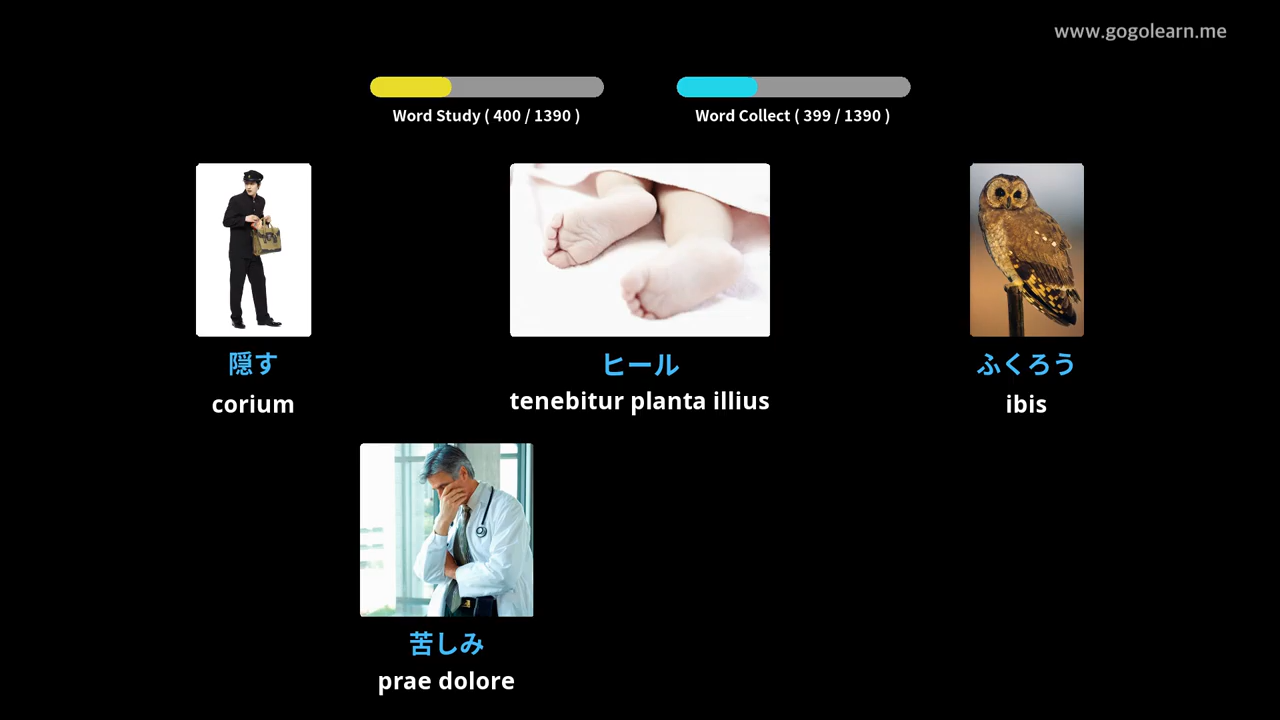 www.gogolearn.me
Word Study ( 400 / 1390 )
Word Collect ( 399 / 1390 )
隠す
corium
ヒール
tenebitur planta illius
ふくろう
ibis
苦しみ
prae dolore